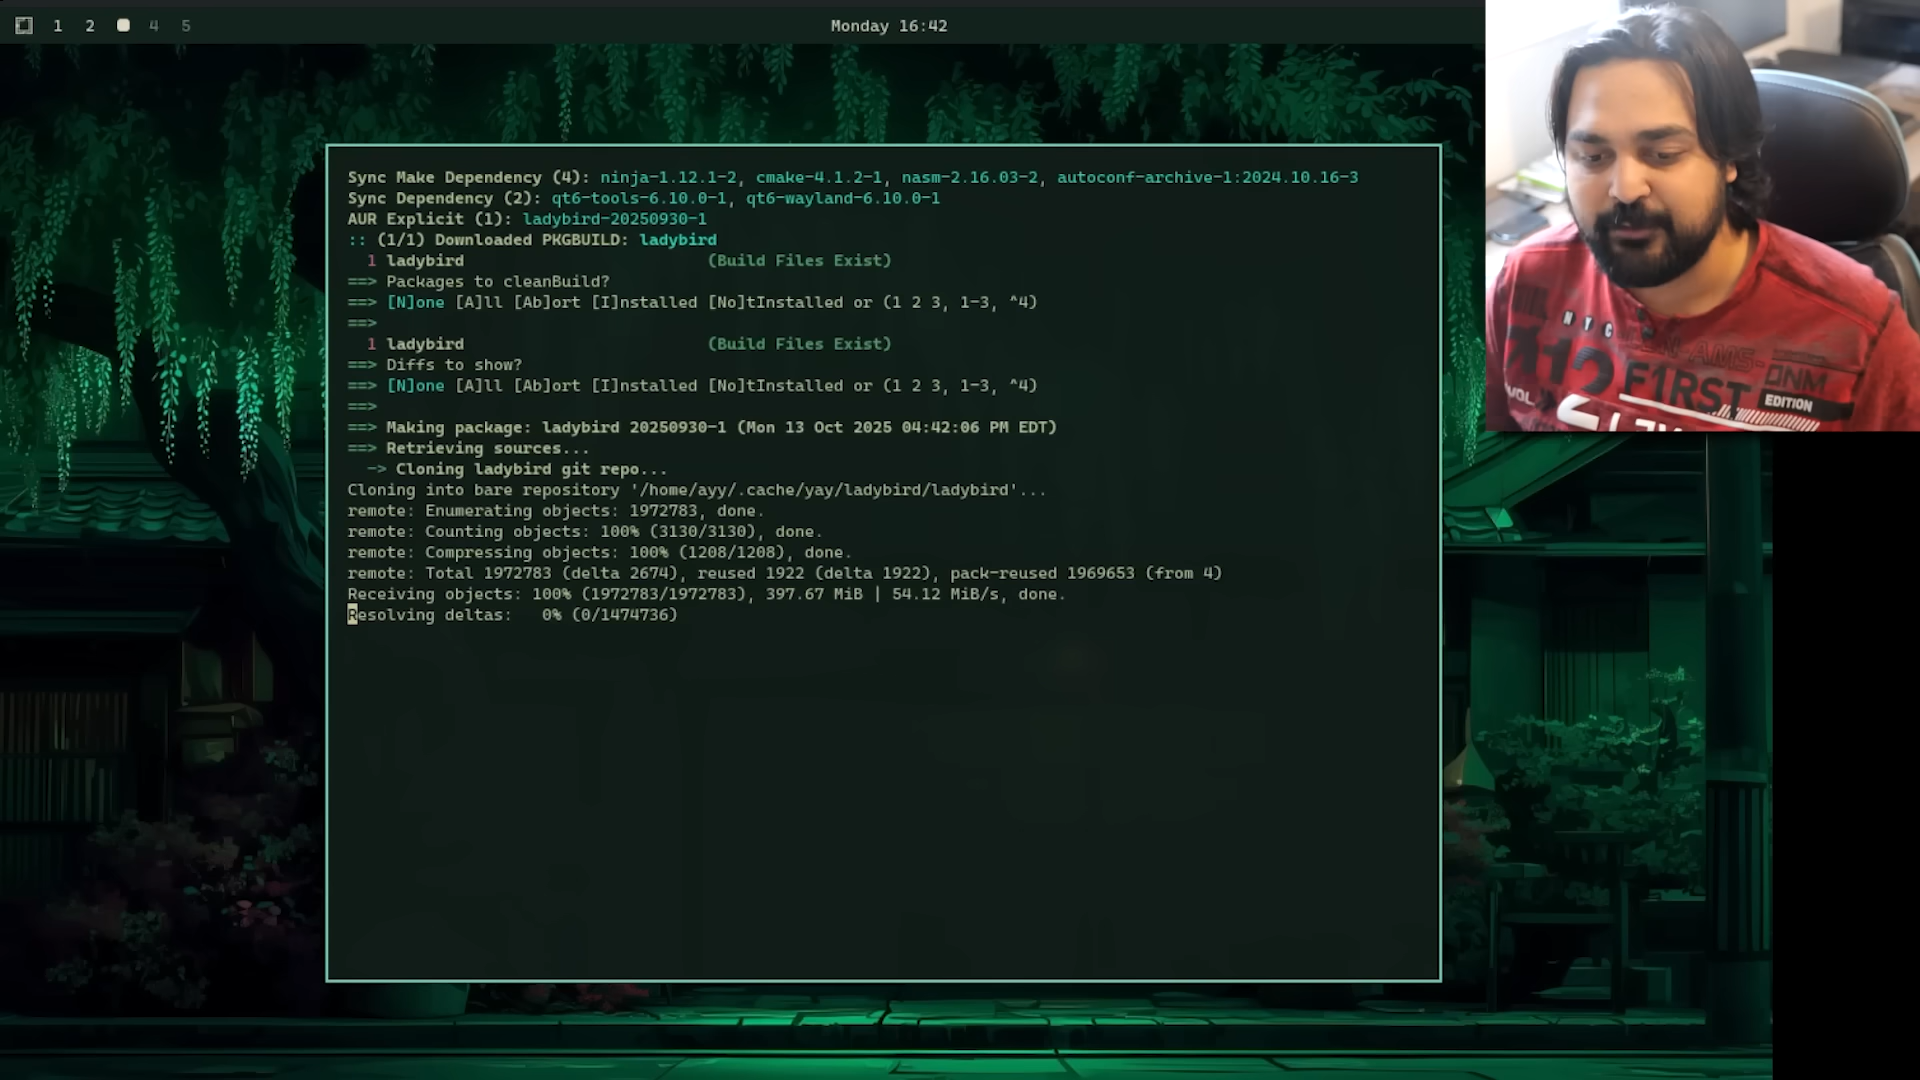 1 2 4 5
Monday 16:42
Sync Make Dependency (4): ninja-1.12.1-2, cmake-4.1.2-1, nasm-2.16.03-2, autoconf-archive-1:2024.10.16-3
Sync Dependency (2): qt6-tools-6.10.0-1, qt6-wayland-6.10.0-1
AUR Explicit (1): ladybird-20250930-1
:: (1/1) Downloaded PKGBUILD: ladybird
1 ladybird (Build Files Exist)
==> Packages to cleanBuild?
==> [N]one [A]ll [Ab]ort [I]nstalled [No]tInstalled or (1 2 3, 1-3, ^4)
==>
1 ladybird (Build Files Exist)
==> Diffs to show?
==> [N]one [A]ll [Ab]ort [I]nstalled [No]tInstalled or (1 2 3, 1-3, ^4)
==>
==> Making package: ladybird 20250930-1 (Mon 13 Oct 2025 04:42:06 PM EDT)
==> Retrieving sources...
-> Cloning ladybird git repo...
Cloning into bare repository '/home/ayy/.cache/yay/ladybird/ladybird'...
remote: Enumerating objects: 1972783, done.
remote: Counting objects: 100% (3130/3130), done.
remote: Compressing objects: 100% (1208/1208), done.
remote: Total 1972783 (delta 2674), reused 1922 (delta 1922), pack-reused 1969653 (from 4)
Receiving objects: 100% (1972783/1972783), 397.67 MiB | 54.12 MiB/s, done.
Resolving deltas: 0% (0/1474736)
NYC
412 F1RST
EDITION
VOL.